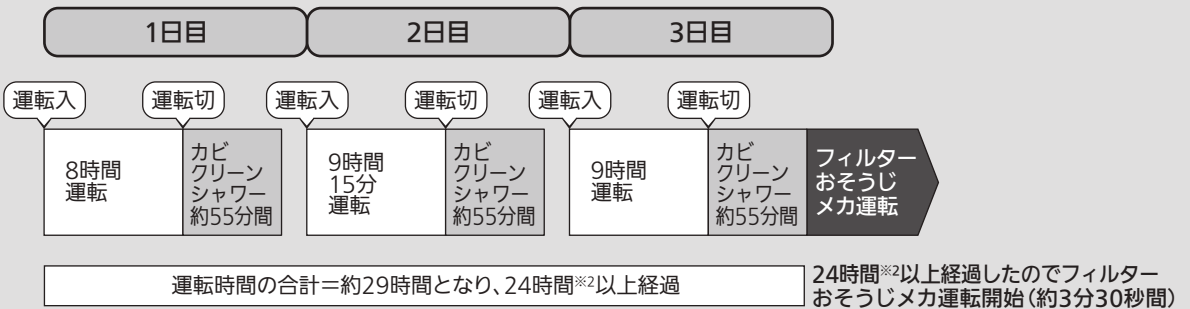 1日目
2日目
3日目
運転入
運転切
運転入
運転切
運転入
運転切
8時間
運転
カビ
クリーン
シャワー
約55分間
9時間
15分
運転
カビ
クリーン
シャワー
約55分間
9時間
運転
カビ
クリーン
シャワー
約55分間
フィルター
おそうじ
メカ運転
運転時間の合計＝約29時間となり、24時間※2以上経過
24時間※2以上経過したのでフィルター
おそうじメカ運転開始（約3分30秒間）